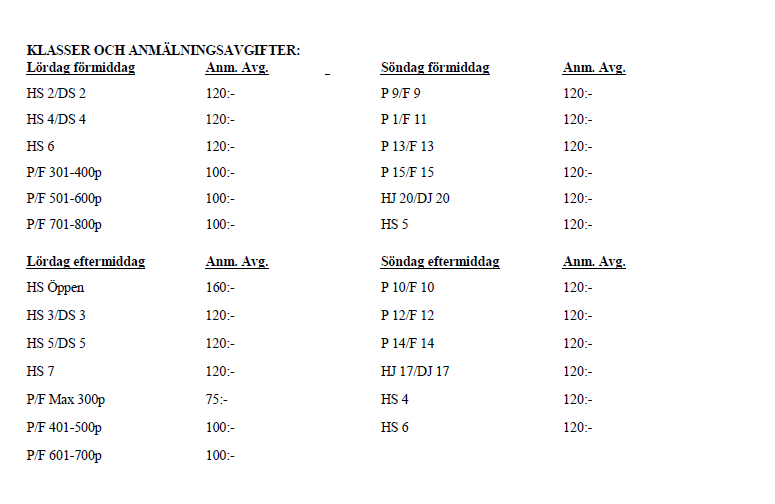 KLASSER OCH ANMÄLNINGSAVGIFTER:
Lördag förmiddag Anm. Avg. Söndag förmiddag Anm. Avg.
HS 2/DS 2 120:- P 9/F 9 120:-
HS 4/DS 4 120:- P 1/F 11 120:-
HS 6 120:- P 13/F 13 120:-
P/F 301-400p 100:- P 15/F 15 120:-
P/F 501-600p 100:- HJ 20/DJ 20 120:-
P/F 701-800p 100:- HS 5 120:-
Lördag eftermiddag Anm. Avg. Söndag eftermiddag Anm. Avg.
HS Öppen 160:- P 10/F 10 120:-
HS 3/DS 3 120:- P 12/F 12 120:-
HS 5/DS 5 120:- P 14/F 14 120:-
HS 7 120:- HJ 17/DJ 17 120:-
P/F Max 300p 75:- HS 4 120:-
P/F 401-500p 100:- HS 6 120:-
P/F 601-700p 100:-